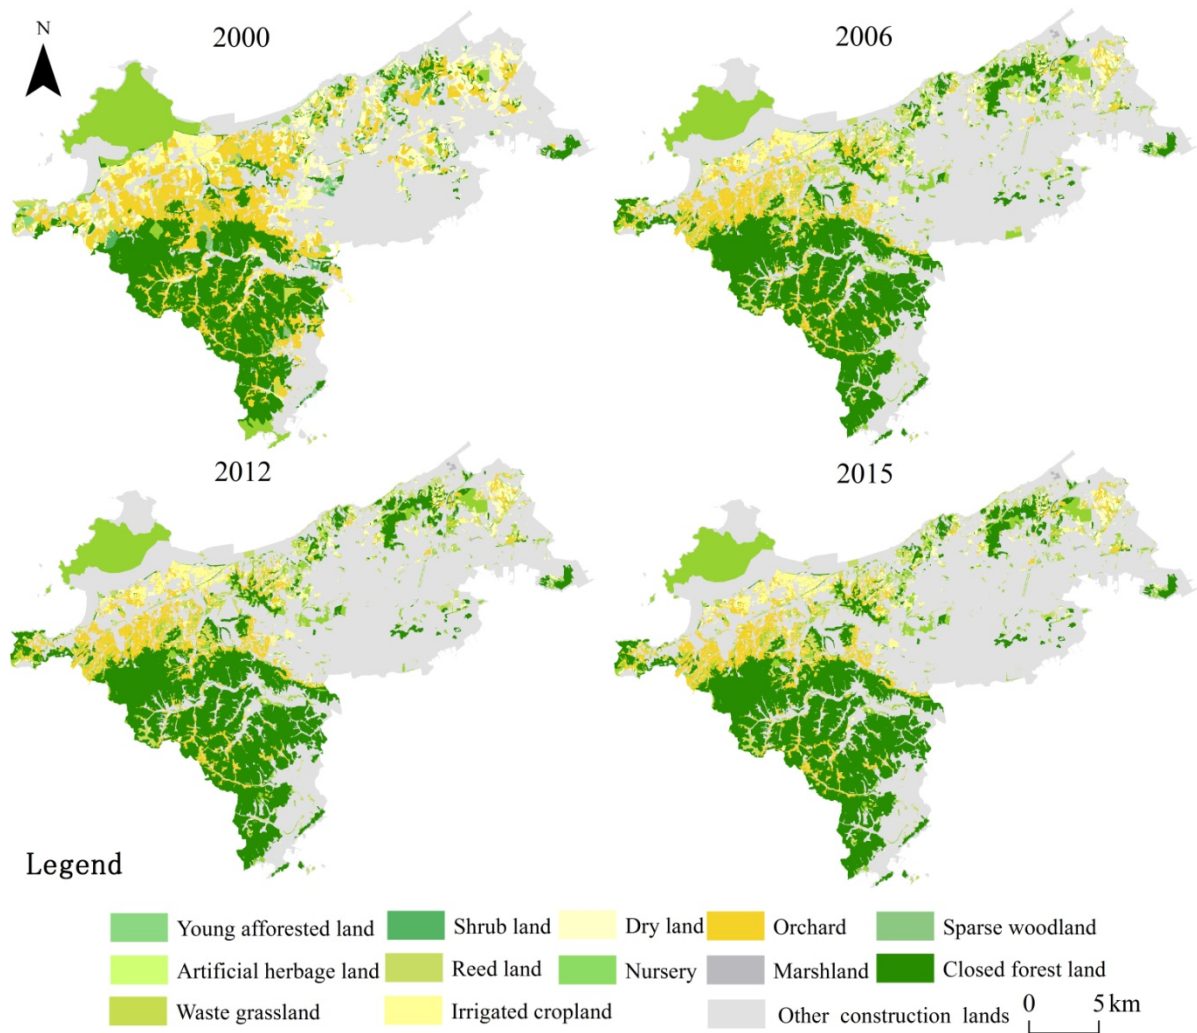 N
2000
2006
2012
2015
Legend
Young afforested land
Shrub land
Dry land
Orchard
Sparse woodland
Artificial herbage land
Reed land
Nursery
Marshland
Closed forest land
Waste grassland
Irrigated cropland
Other construction lands
0 5 km